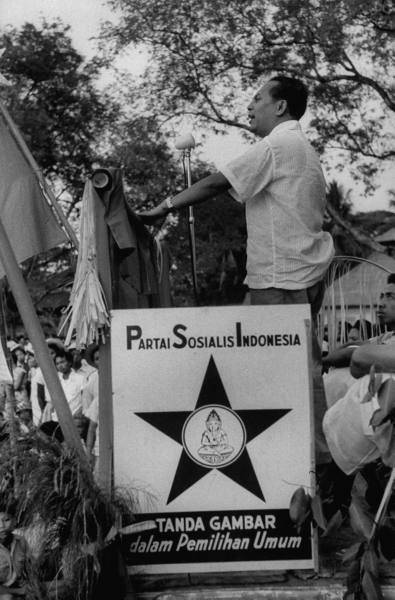 Partai Sosialis Indonesia
TANDA GAMBAR
dalam Pemilihan Umum